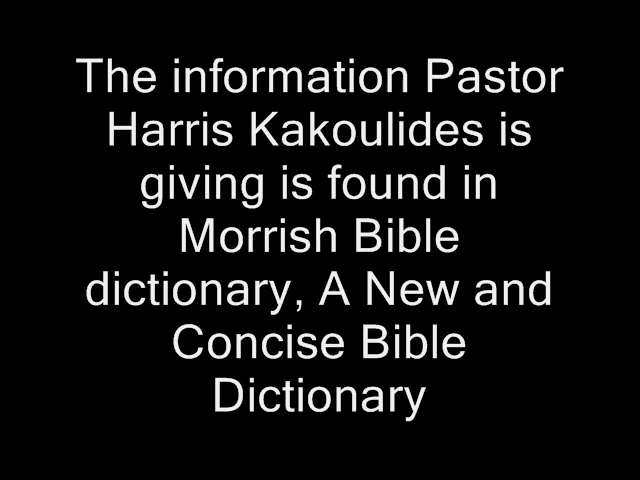 The information Pastor
Harris Kakoulides is
giving is found in
Morrish Bible
dictionary, A New and
Concise Bible
Dictionary